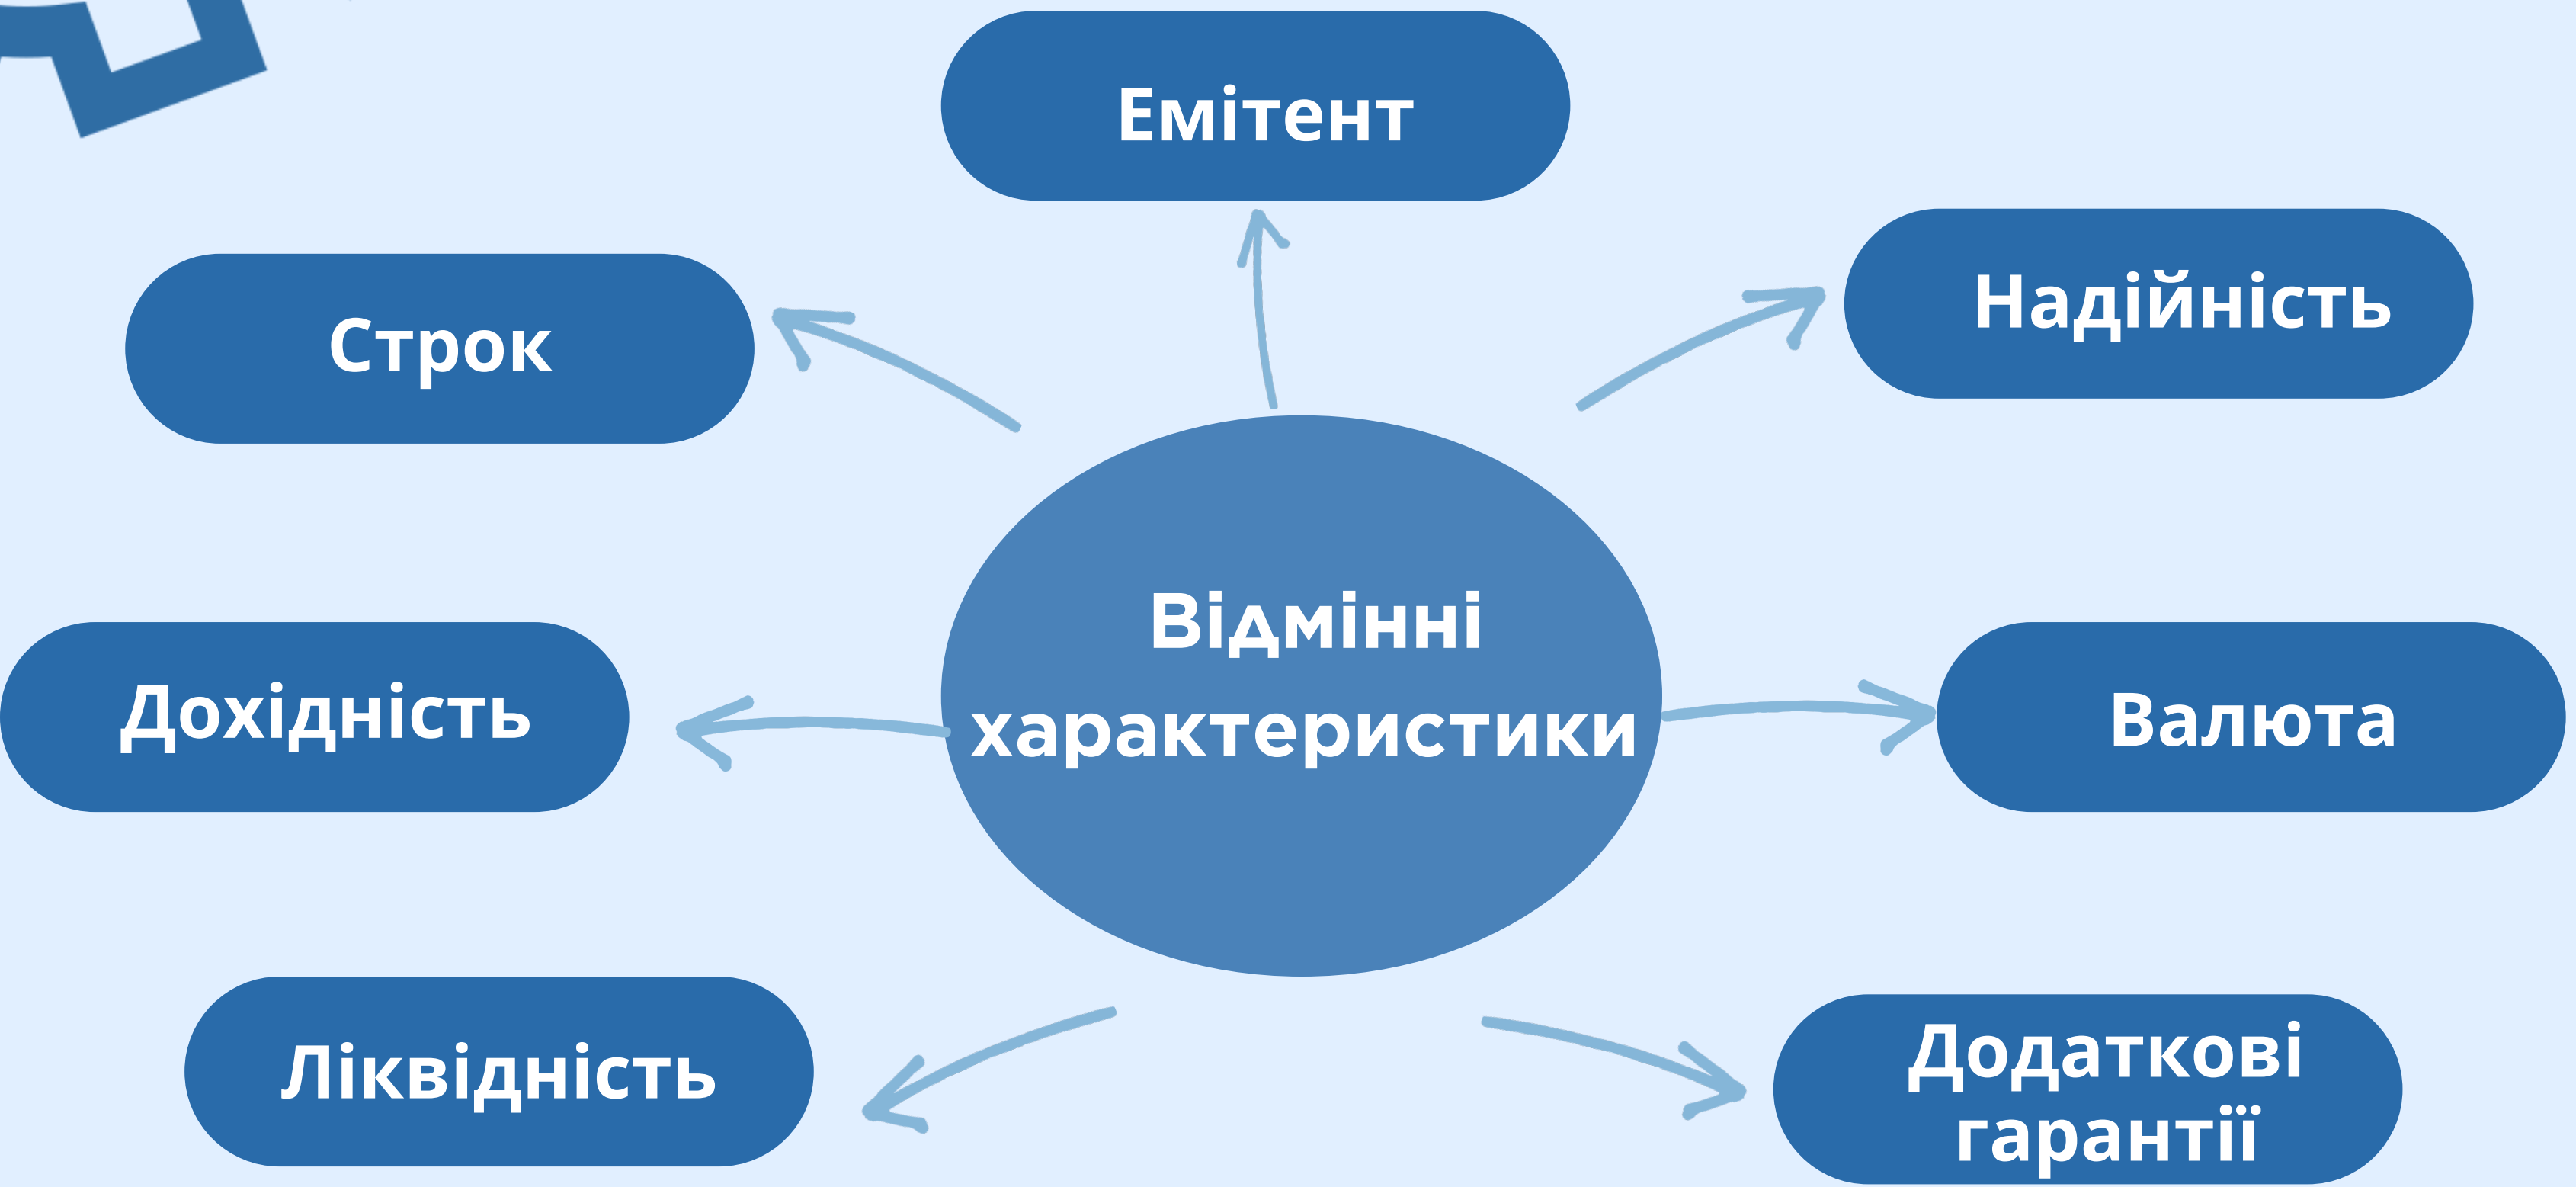 Емітент
Строк
Надійність
Відмінні
характеристики
Дохідність
Валюта
Ліквідність
Додаткові
гарантії